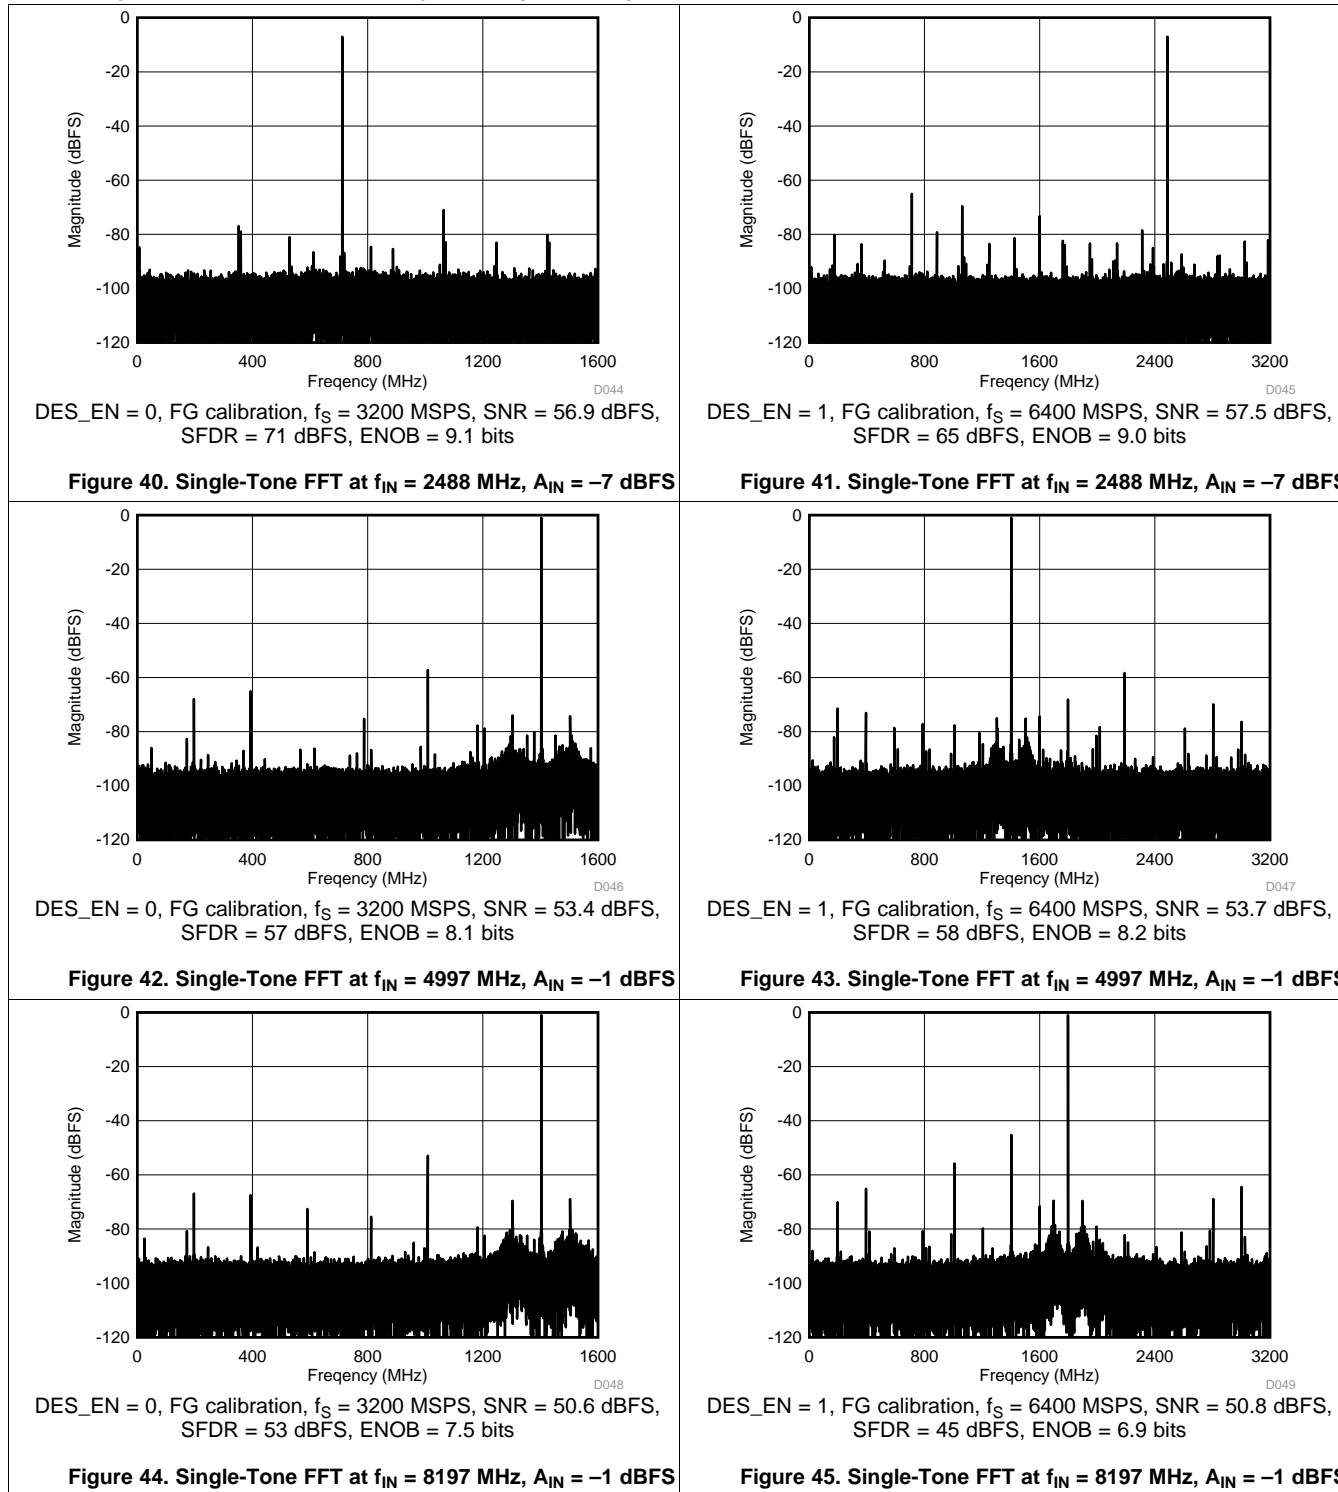 0
-20
-40
-60
-80
-100
-120
Magnitude (dBFS)
0 400 800 1200 1600
Freqency (MHz)
D044
DES_EN = 0, FG calibration, fS = 3200 MSPS, SNR = 56.9 dBFS,
SFDR = 71 dBFS, ENOB = 9.1 bits
Figure 40. Single-Tone FFT at fIN = 2488 MHz, AIN = –7 dBFS
0
-20
-40
-60
-80
-100
-120
Magnitude (dBFS)
0 800 1600 2400 3200
Freqency (MHz)
D045
DES_EN = 1, FG calibration, fS = 6400 MSPS, SNR = 57.5 dBFS,
SFDR = 65 dBFS, ENOB = 9.0 bits
Figure 41. Single-Tone FFT at fIN = 2488 MHz, AIN = –7 dBFS
0
-20
-40
-60
-80
-100
-120
Magnitude (dBFS)
0 400 800 1200 1600
Freqency (MHz)
D046
DES_EN = 0, FG calibration, fS = 3200 MSPS, SNR = 53.4 dBFS,
SFDR = 57 dBFS, ENOB = 8.1 bits
Figure 42. Single-Tone FFT at fIN = 4997 MHz, AIN = –1 dBFS
0
-20
-40
-60
-80
-100
-120
Magnitude (dBFS)
0 800 1600 2400 3200
Freqency (MHz)
D047
DES_EN = 1, FG calibration, fS = 6400 MSPS, SNR = 53.7 dBFS,
SFDR = 58 dBFS, ENOB = 8.2 bits
Figure 43. Single-Tone FFT at fIN = 4997 MHz, AIN = –1 dBFS
0
-20
-40
-60
-80
-100
-120
Magnitude (dBFS)
0 400 800 1200 1600
Freqency (MHz)
D048
DES_EN = 0, FG calibration, fS = 3200 MSPS, SNR = 50.6 dBFS,
SFDR = 53 dBFS, ENOB = 7.5 bits
Figure 44. Single-Tone FFT at fIN = 8197 MHz, AIN = –1 dBFS
0
-20
-40
-60
-80
-100
-120
Magnitude (dBFS)
0 800 1600 2400 3200
Freqency (MHz)
D049
DES_EN = 1, FG calibration, fS = 6400 MSPS, SNR = 50.8 dBFS,
SFDR = 45 dBFS, ENOB = 6.9 bits
Figure 45. Single-Tone FFT at fIN = 8197 MHz, AIN = –1 dBFS